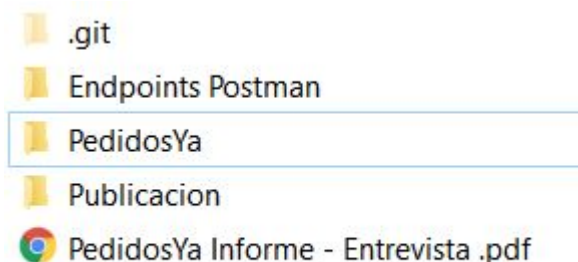 .git
Endpoints Postman
PedidosYa
Publicacion
PedidosYa Informe - Entrevista .pdf